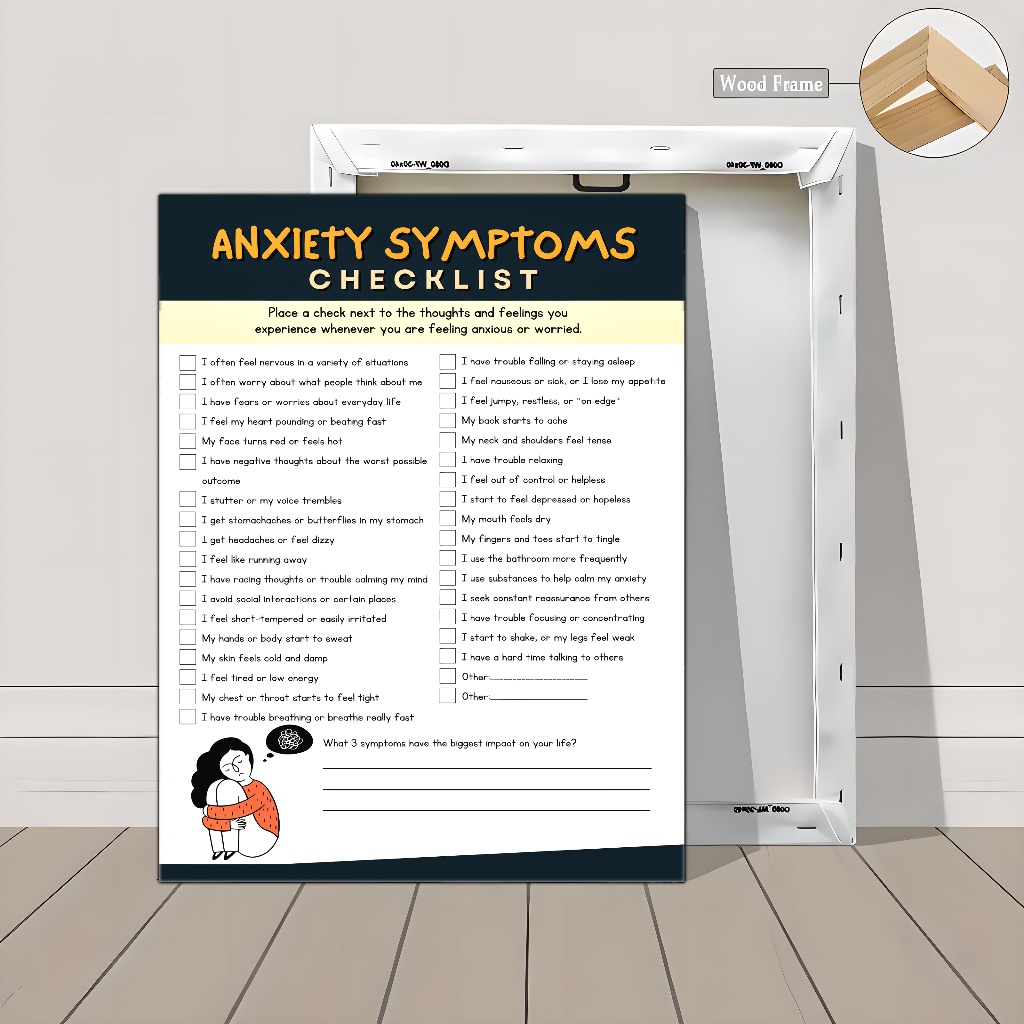 Wood Frame
ANXIETY SYMPTOMS
CHECKLIST
Place a check next to the thoughts and feelings you
experience whenever you are feeling anxious or worried.
I often feel nervous in a variety of situations
I often worry about what people think about me
I have fears or worries about everyday life
I feel my heart pounding or beating fast
My face turns red or feels hot
I have negative thoughts about the worst possible
outcome
I stutter or my voice trembles
I get stomachaches or butterflies in my stomach
I get headaches or feel dizzy
I feel like running away
I have racing thoughts or trouble calming my mind
I avoid social interactions or certain places
I feel short-tempered or easily irritated
My hands or body start to sweat
My skin feels cold and damp
I feel tired or low energy
My chest or throat starts to feel tight
I have trouble breathing or breathe really fast
I have trouble falling or staying asleep
I feel nauseous or sick, or I lose my appetite
I feel jumpy, restless, or "on edge"
My back starts to ache
My neck and shoulders feel tense
I have trouble relaxing
I feel out of control or helpless
I start to feel depressed or hopeless
My mouth feels dry
My fingers and toes start to tingle
I use the bathroom more frequently
I use substances to help calm my anxiety
I seek constant reassurance from others
I have trouble focusing or concentrating
I start to shake, or my legs feel weak
I have a hard time talking to others
Other:____________________
Other:____________________
What 3 symptoms have the biggest impact on your life?